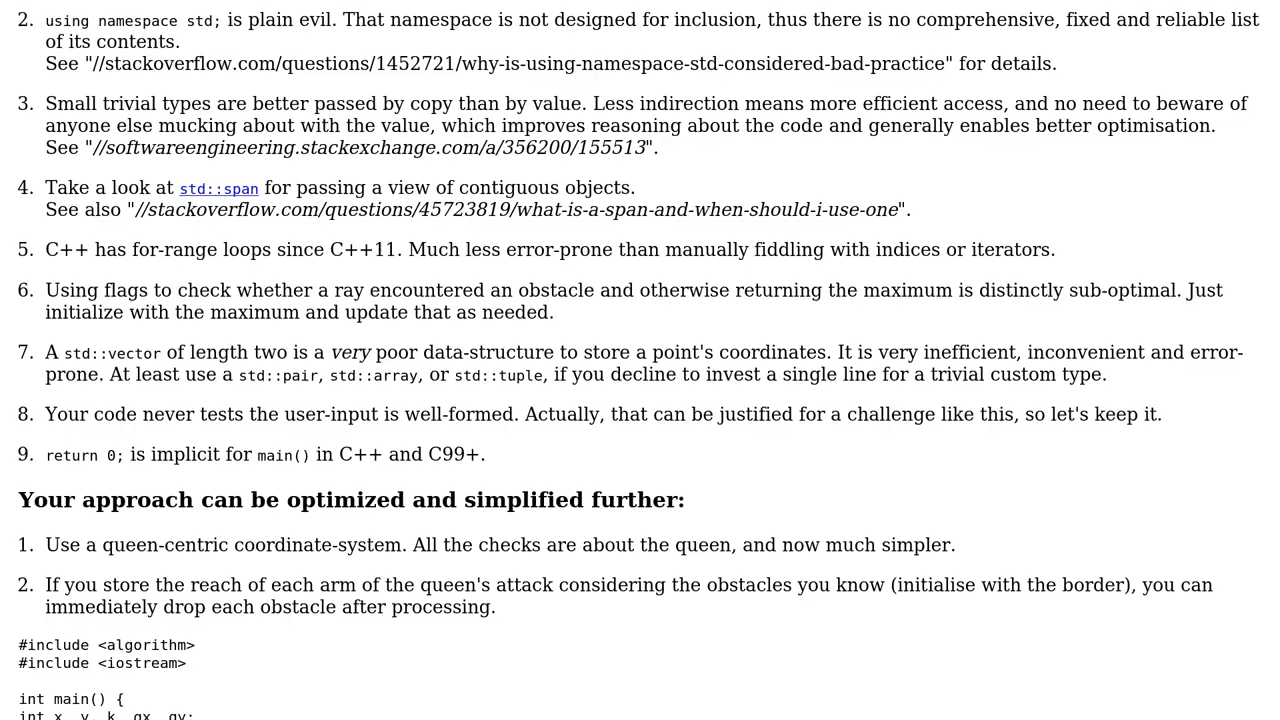 2. using namespace std; is plain evil. That namespace is not designed for inclusion, thus there is no comprehensive, fixed and reliable list
of its contents.
See "//stackoverflow.com/questions/1452721/why-is-using-namespace-std-considered-bad-practice" for details.
3. Small trivial types are better passed by copy than by value. Less indirection means more efficient access, and no need to beware of
anyone else mucking about with the value, which improves reasoning about the code and generally enables better optimisation.
See "//softwareengineering.stackexchange.com/a/356200/155513".
4. Take a look at std::span for passing a view of contiguous objects.
See also "//stackoverflow.com/questions/45723819/what-is-a-span-and-when-should-i-use-one".
5. C++ has for-range loops since C++11. Much less error-prone than manually fiddling with indices or iterators.
6. Using flags to check whether a ray encountered an obstacle and otherwise returning the maximum is distinctly sub-optimal. Just
initialize with the maximum and update that as needed.
7. A std::vector of length two is a very poor data-structure to store a point's coordinates. It is very inefficient, inconvenient and error-
prone. At least use a std::pair, std::array, or std::tuple, if you decline to invest a single line for a trivial custom type.
8. Your code never tests the user-input is well-formed. Actually, that can be justified for a challenge like this, so let's keep it.
9. return 0; is implicit for main() in C++ and C99+.
Your approach can be optimized and simplified further:
1. Use a queen-centric coordinate-system. All the checks are about the queen, and now much simpler.
2. If you store the reach of each arm of the queen's attack considering the obstacles you know (initialise with the border), you can
immediately drop each obstacle after processing.
#include <algorithm>
#include <iostream>
int main() {
int x, y, k, qx, qy;